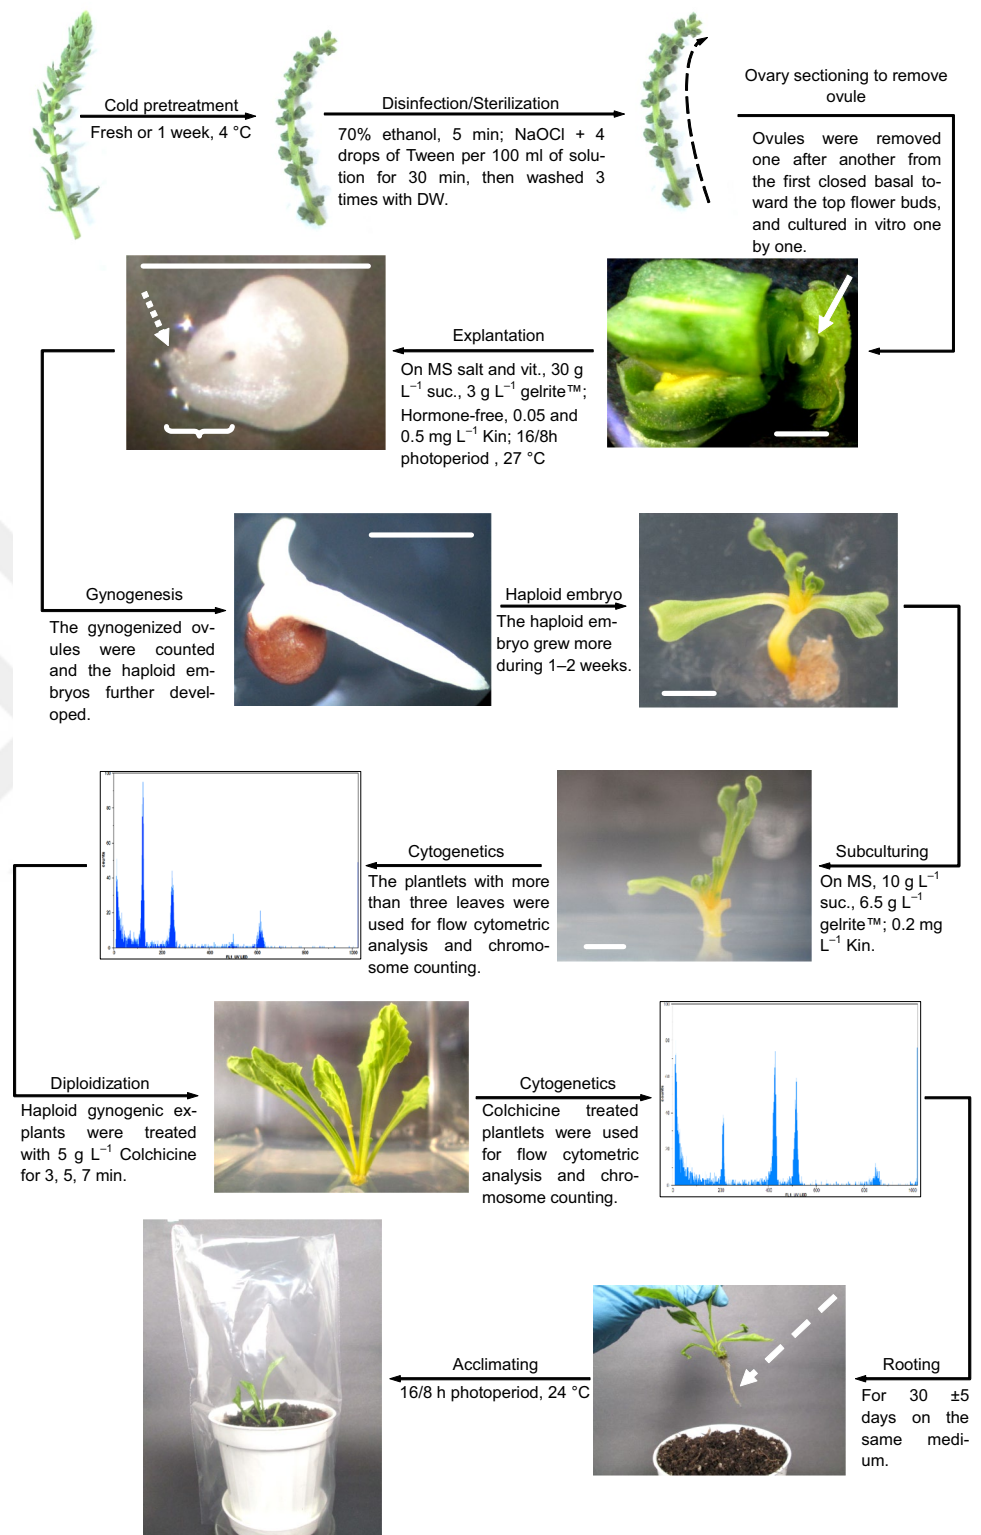 Cold pretreatment
Fresh or 1 week, 4 °C
Disinfection/Sterilization
70% ethanol, 5 min; NaOCl + 4
drops of Tween per 100 ml of solu-
tion for 30 min, then washed 3
times with DW.
Ovary sectioning to remove
ovule
Ovules were removed
one after another from
the first closed basal to-
ward the top flower buds,
and cultured in vitro one
by one.
Explantation
On MS salt and vit., 30 g
L⁻¹ suc., 3 g L⁻¹ gelrite™;
Hormone-free, 0.05 and
0.5 mg L⁻¹ Kin; 16/8h
photoperiod , 27 °C
Gynogenesis
The gynogenized ov-
ules were counted
and the haploid em-
bryos further devel-
oped.
Haploid embryo
The haploid em-
bryo grew more
during 1–2 weeks.
Subculturing
On MS, 10 g L⁻¹
suc., 6.5 g L⁻¹
gelrite™; 0.2 mg
L⁻¹ Kin.
Cytogenetics
The plantlets with more
than three leaves were
used for flow cytometric
analysis and chromo-
some counting.
Diploidization
Haploid gynogenic ex-
plants were treated
with 5 g L⁻¹ Colchicine
for 3, 5, 7 min.
Cytogenetics
Colchicine treated
plantlets were used
for flow cytometric
analysis and chro-
mosome counting.
Rooting
For 30 ±5
days on the
same medi-
um.
Acclimating
16/8 h photoperiod, 24 °C